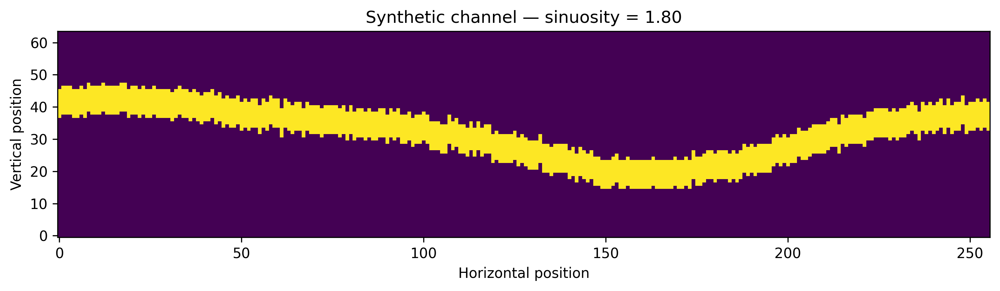 Synthetic channel — sinuosity = 1.80
60
50
40
30
20
10
0
Vertical position
0 50 100 150 200 250
Horizontal position